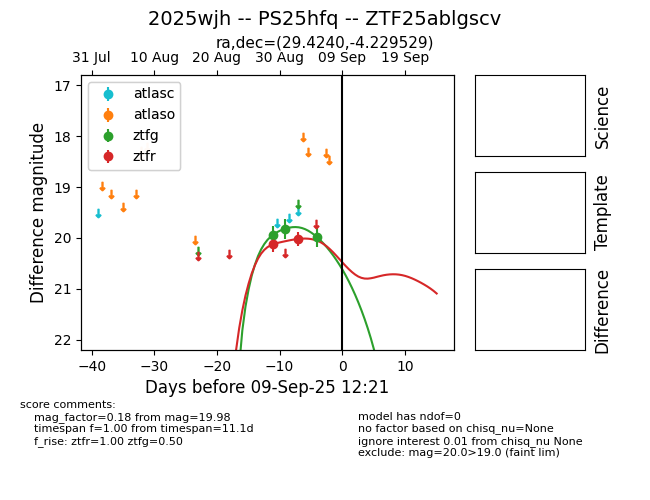 2025wjh -- PS25hfq -- ZTF25ablgscv
ra,dec=(29.4240,-4.229529)
31 Jul 10 Aug 20 Aug 30 Aug 09 Sep 19 Sep
17
18
19
20
21
22
Difference magnitude
atlasc
atlaso
ztfg
ztfr
−40 −30 −20 −10 0 10
Days before 09-Sep-25 12:21
Science
Template
Difference
score comments:
mag_factor=0.18 from mag=19.98
timespan f=1.00 from timespan=11.1d
f_rise: ztfr=1.00 ztfg=0.50
model has ndof=0
no factor based on chisq_nu=None
ignore interest 0.01 from chisq_nu None
exclude: mag=20.0>19.0 (faint lim)